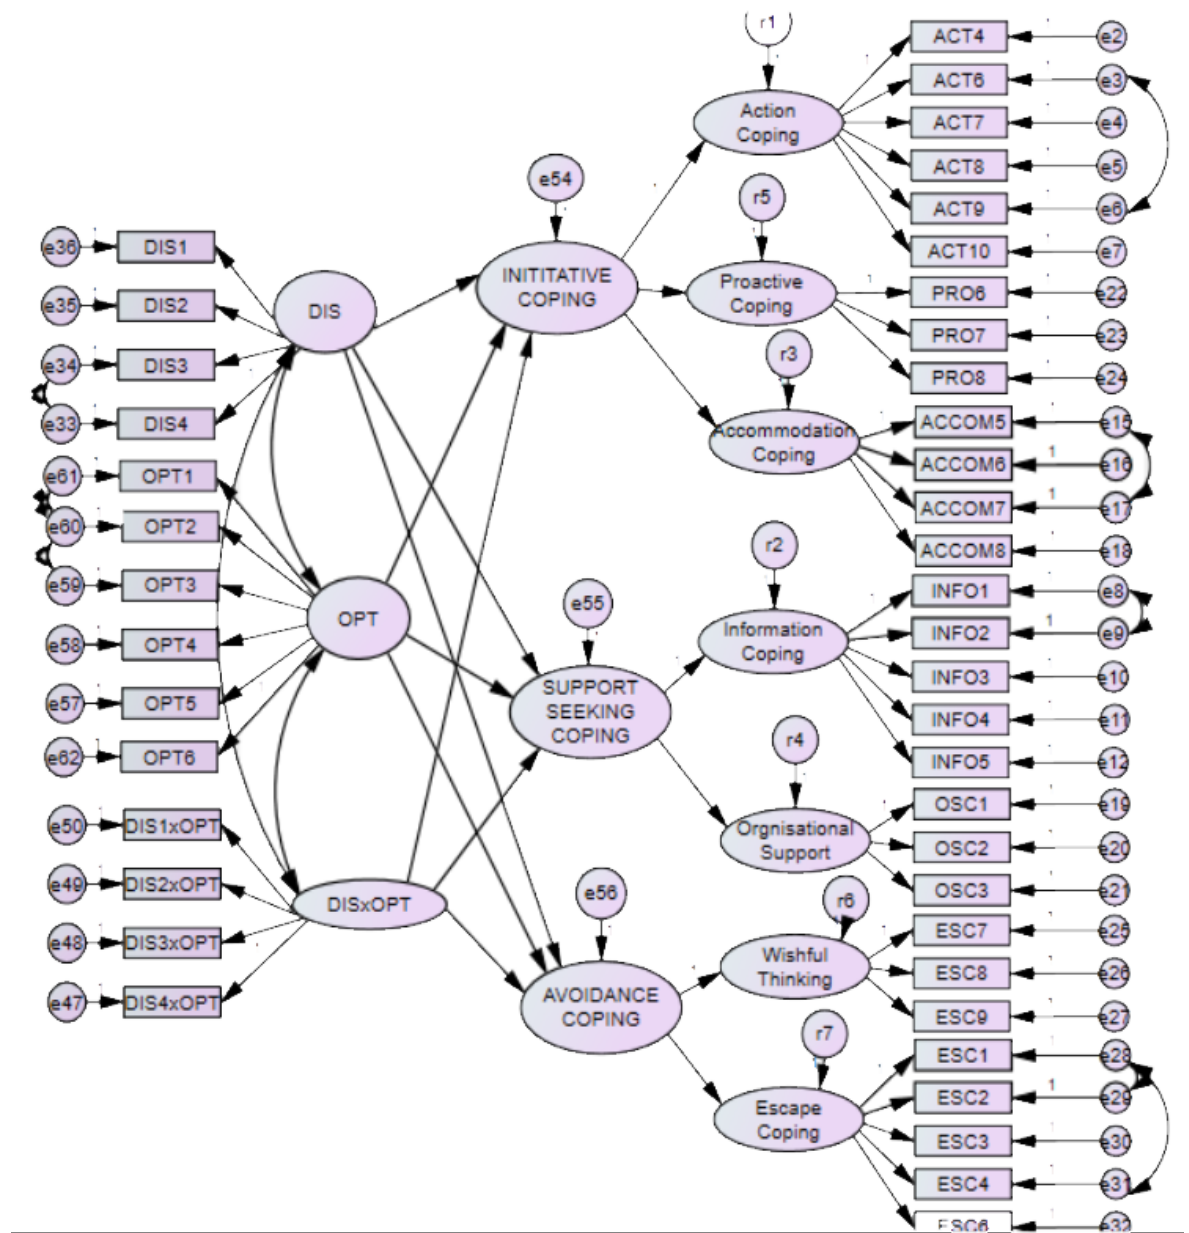 r1
ACT4
e2
ACT6
e3
Action
Coping
ACT7
e4
ACT8
e5
e54
r5
ACT9
e6
ACT10
e7
e36
DIS1
INITITATIVE
COPING
Proactive
Coping
1
PRO6
e22
e35
DIS2
DIS
PRO7
e23
r3
e34
DIS3
PRO8
e24
e33
DIS4
Accommodation
Coping
ACCOM5
e15
ACCOM6
1
e16
e61
OPT1
ACCOM7
1
e17
e60
OPT2
r2
ACCOM8
e18
e59
OPT3
INFO1
e8
OPT
e55
Information
Coping
INFO2
1
e9
e58
OPT4
INFO3
e10
e57
OPT5
SUPPORT
SEEKING
COPING
INFO4
e11
r4
e62
OPT6
INFO5
e12
OSC1
e19
e50
DIS1xOPT
Orgnisational
Support
OSC2
e20
e49
DIS2xOPT
e56
OSC3
e21
DISxOPT
r6
ESC7
e25
e48
DIS3xOPT
Wishful
Thinking
ESC8
e26
e47
DIS4xOPT
AVOIDANCE
COPING
ESC9
e27
r7
ESC1
e28
ESC2
1
e29
Escape
Coping
ESC3
e30
ESC4
e31
ESC6
e32